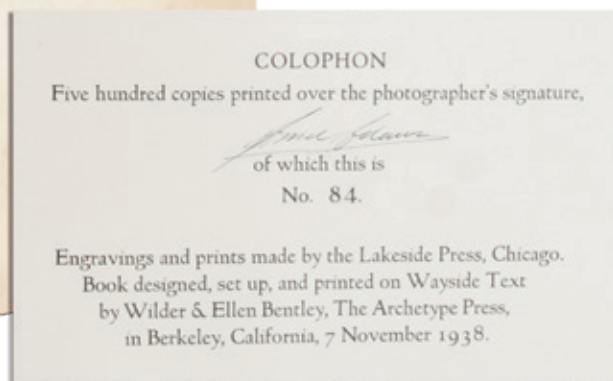 COLOPHON
Five hundred copies printed over the photographer's signature,
of which this is
No. 84.
Engravings and prints made by the Lakeside Press, Chicago.
Book designed, set up, and printed on Wayside Text
by Wilder & Ellen Bentley, The Archetype Press,
in Berkeley, California, 7 November 1938.